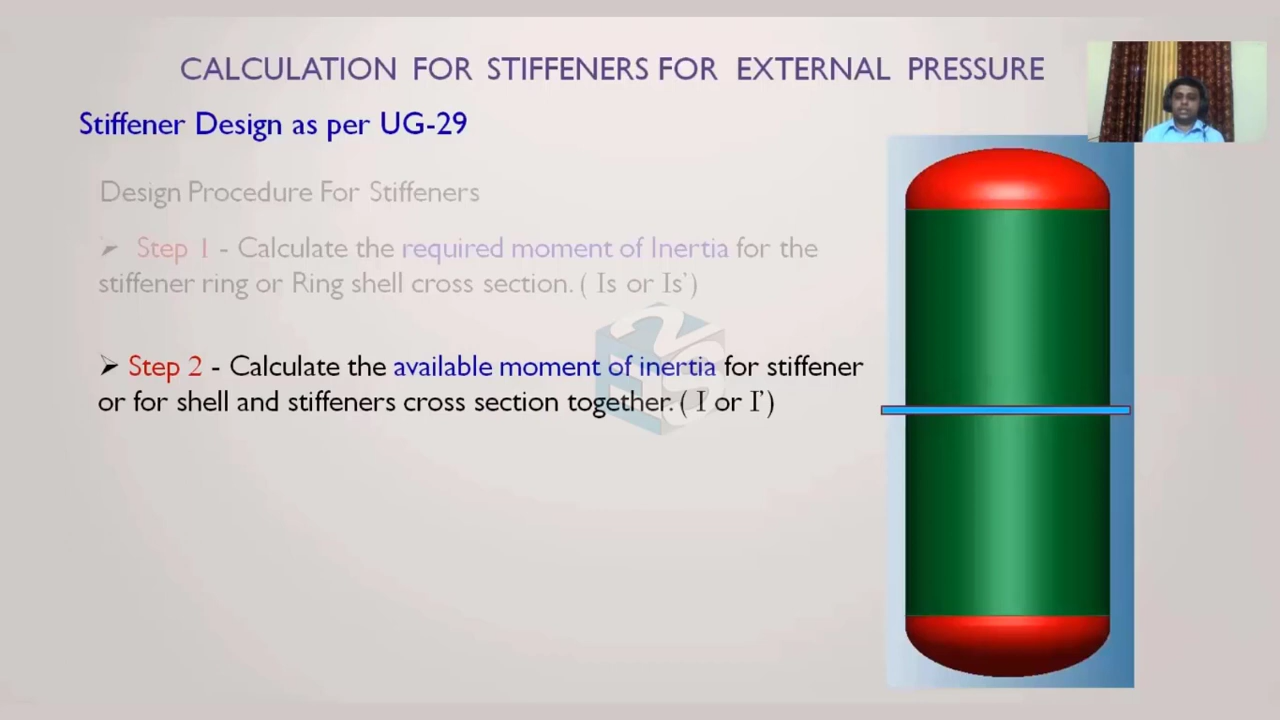 CALCULATION FOR STIFFENERS FOR EXTERNAL PRESSURE
Stiffener Design as per UG-29
Design Procedure For Stiffeners
➢ Step 1 - Calculate the required moment of Inertia for the
stiffener ring or Ring shell cross section. ( Is or Is’)
➢ Step 2 - Calculate the available moment of inertia for stiffener
or for shell and stiffeners cross section together. ( I or I’)